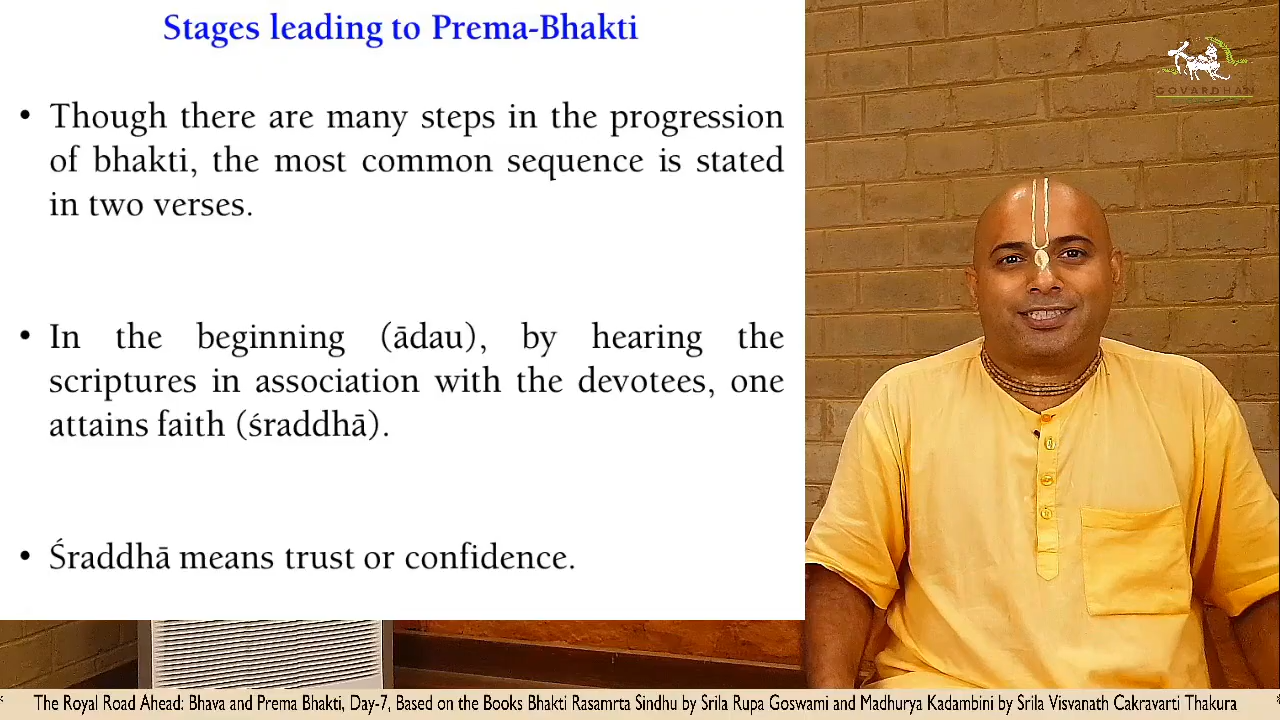 Stages leading to Prema-Bhakti
• Though there are many steps in the progression
of bhakti, the most common sequence is stated
in two verses.
• In the beginning (ādau), by hearing the
scriptures in association with the devotees, one
attains faith (śraddhā).
• Śraddhā means trust or confidence.
GOVARDHAN
* The Royal Road Ahead: Bhava and Prema Bhakti, Day-7, Based on the Books Bhakti Rasamrta Sindhu by Srila Rupa Goswami and Madhurya Kadambini by Srila Visvanath Cakravarti Thakura